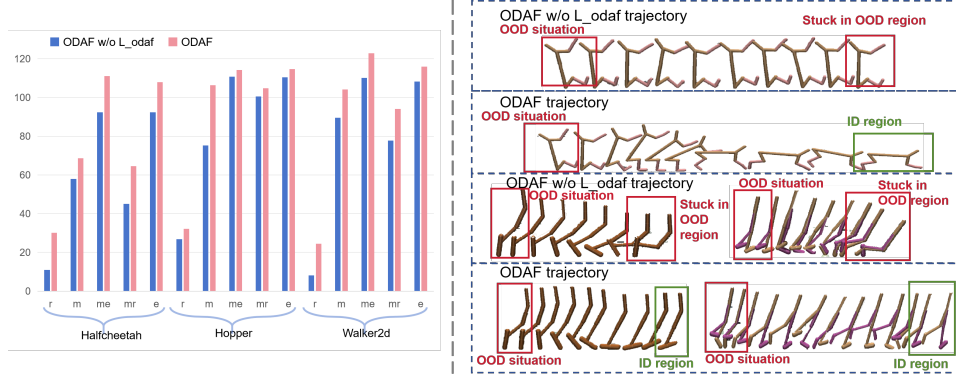 ODAF w/o L_odaf
ODAF
120
100
80
60
40
20
0
r
m
me
mr
e
r
m
me
mr
e
r
m
me
mr
e
Halfcheetah
Hopper
Walker2d
ODAF w/o L_odaf trajectory
OOD situation
Stuck in OOD region
ODAF trajectory
OOD situation
ID region
ODAF w/o L_odaf trajectory
OOD situation
Stuck in
OOD
region
OOD situation
Stuck in
OOD region
ODAF trajectory
OOD situation
ID region
OOD situation
ID region